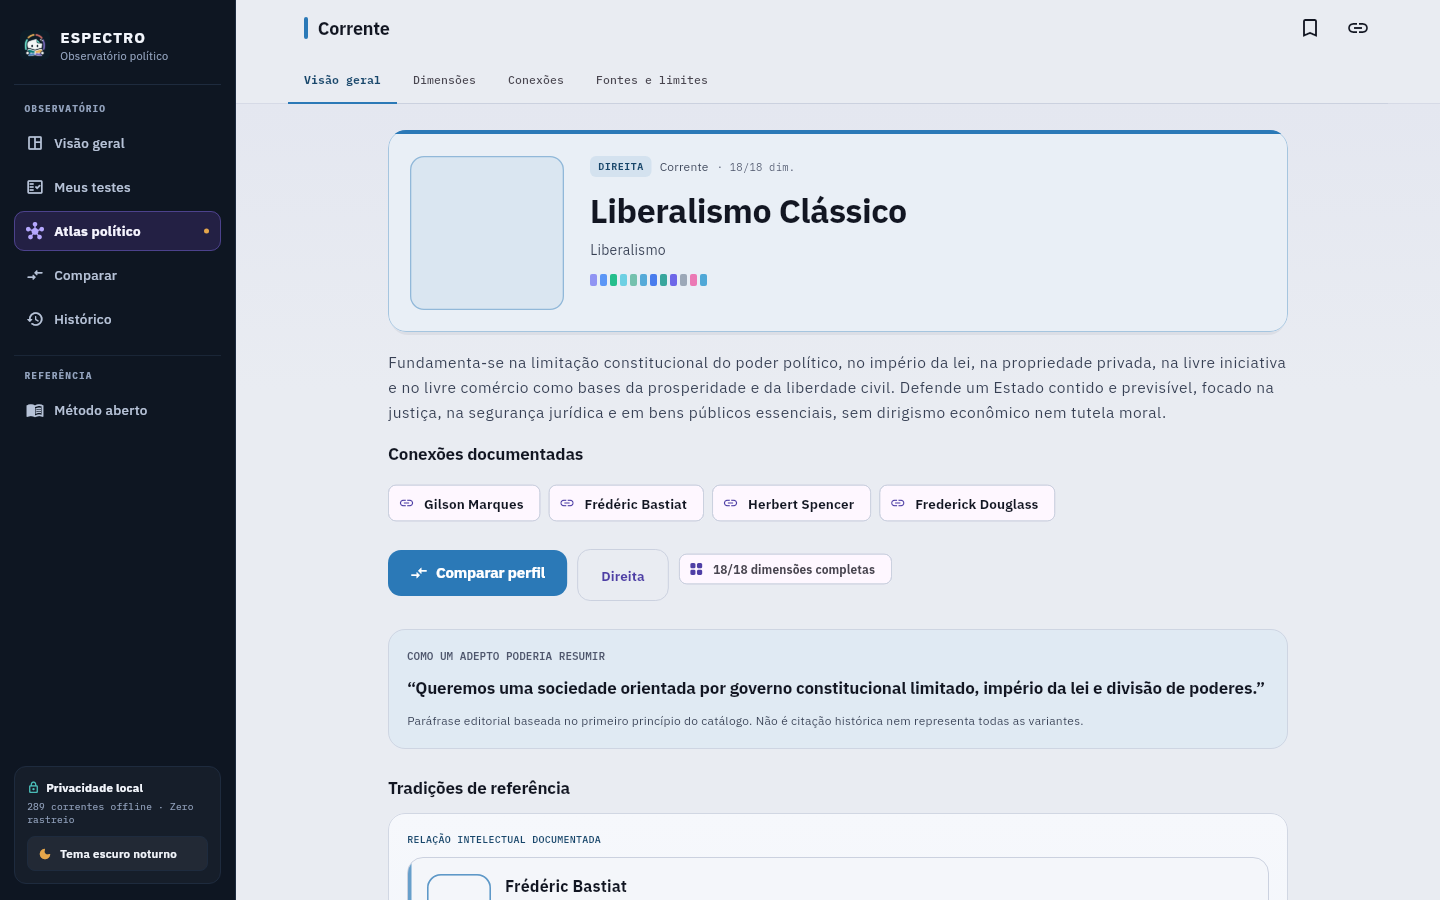 ESPECTRO
Observatório político
OBSERVATÓRIO
Visão geral
Meus testes
Atlas político
Comparar
Histórico
REFERÊNCIA
Método aberto
Privacidade local
289 correntes offline · Zero
rastreio
Tema escuro noturno
Corrente
Visão geral
Dimensões
Conexões
Fontes e limites
DIREITA Corrente · 18/18 dim.
Liberalismo Clássico
Liberalismo
Fundamenta-se na limitação constitucional do poder político, no império da lei, na propriedade privada, na livre iniciativa
e no livre comércio como bases da prosperidade e da liberdade civil. Defende um Estado contido e previsível, focado na
justiça, na segurança jurídica e em bens públicos essenciais, sem dirigismo econômico nem tutela moral.
Conexões documentadas
Gilson Marques
Frédéric Bastiat
Herbert Spencer
Frederick Douglass
Comparar perfil
Direita
18/18 dimensões completas
COMO UM ADEPTO PODERIA RESUMIR
“Queremos uma sociedade orientada por governo constitucional limitado, império da lei e divisão de poderes.”
Paráfrase editorial baseada no primeiro princípio do catálogo. Não é citação histórica nem representa todas as variantes.
Tradições de referência
RELAÇÃO INTELECTUAL DOCUMENTADA
Frédéric Bastiat